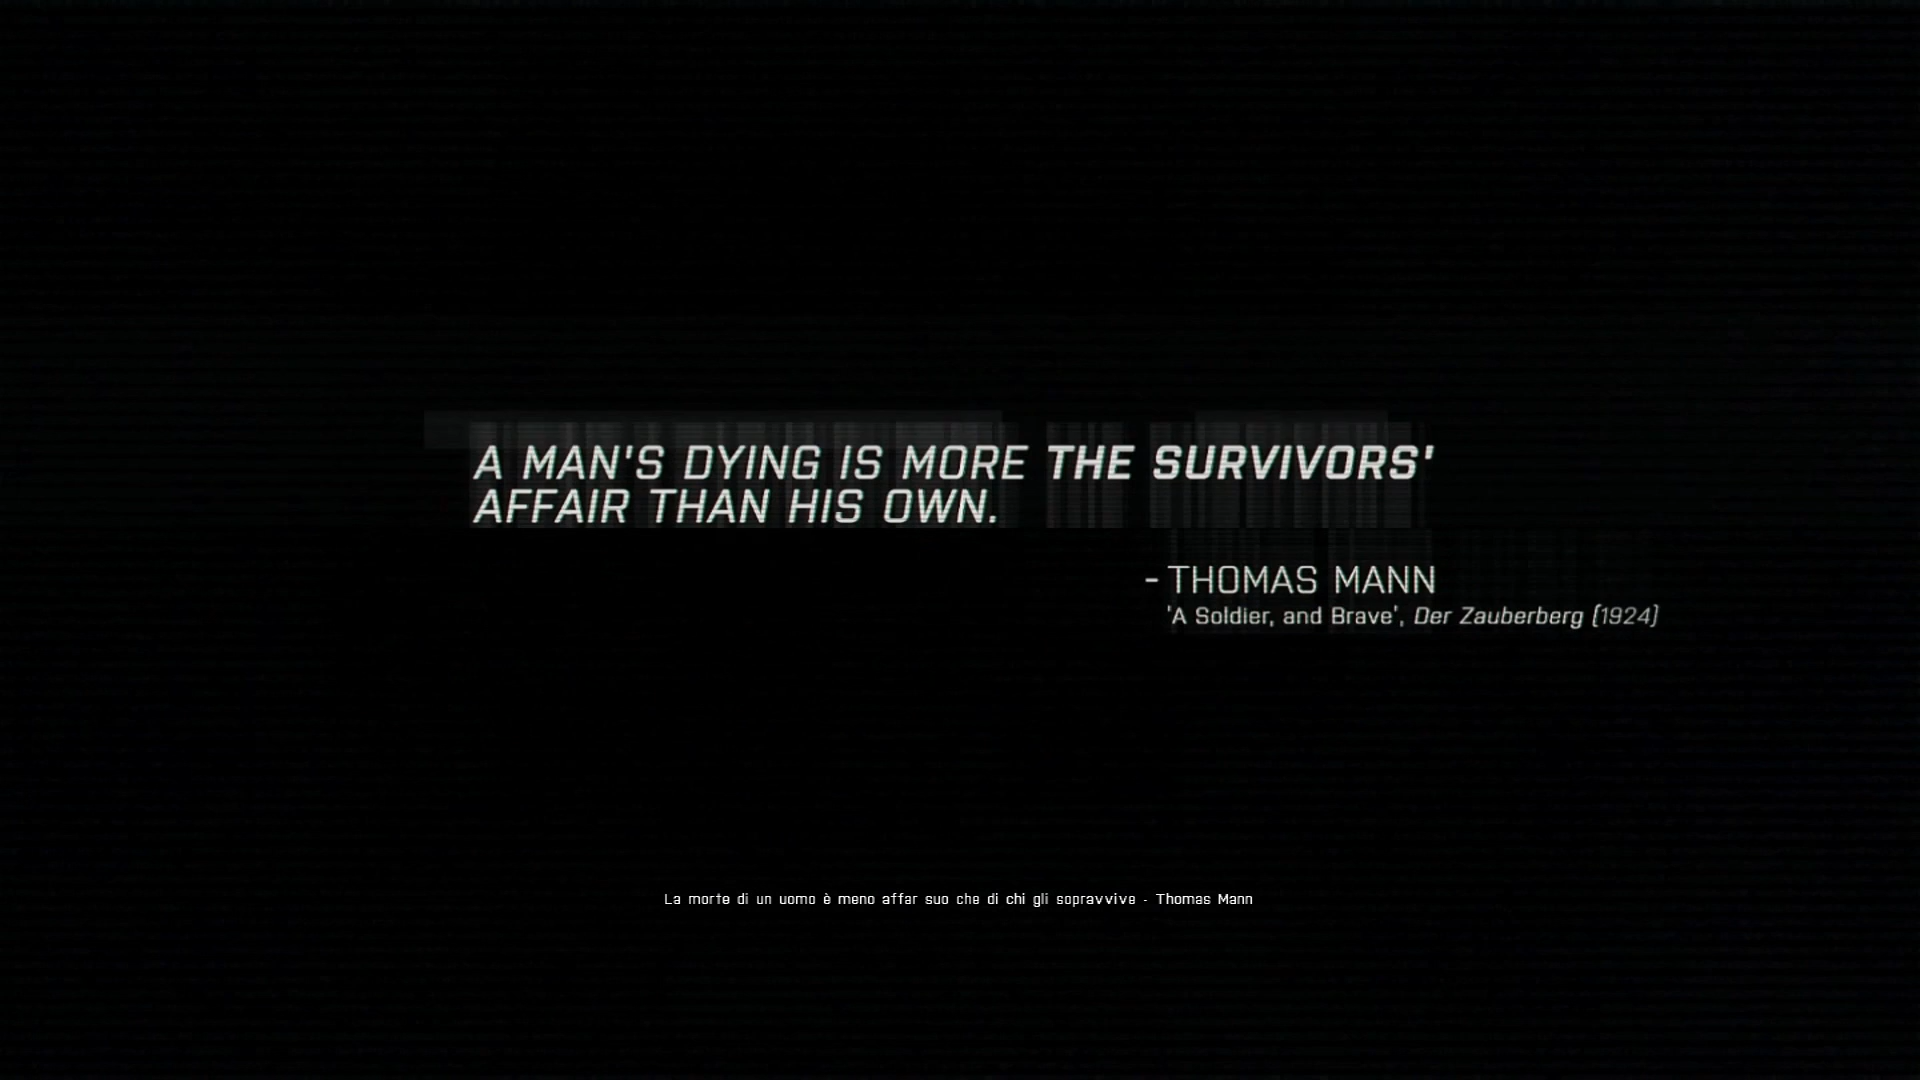 A MAN'S DYING IS MORE THE SURVIVORS'
AFFAIR THAN HIS OWN.
- THOMAS MANN
'A Soldier, and Brave', Der Zauberberg (1924)
La morte di un uomo è meno affar suo che di chi gli sopravvive - Thomas Mann